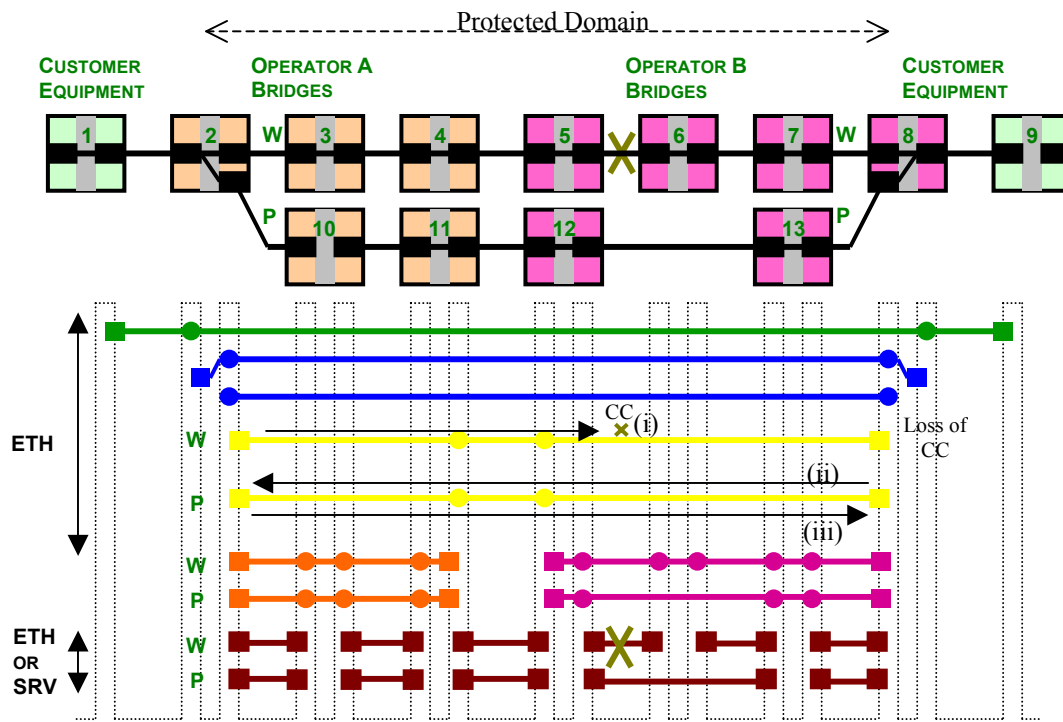 Protected Domain
CUSTOMER EQUIPMENT
OPERATOR A BRIDGES
OPERATOR B BRIDGES
CUSTOMER EQUIPMENT
1 2 W 3 4 5 6 7 W 8 9
P 10 11 12 13 P
CC
W (i) Loss of CC
ETH
(ii)
P
(iii)
W
P
ETH OR SRV
W
P